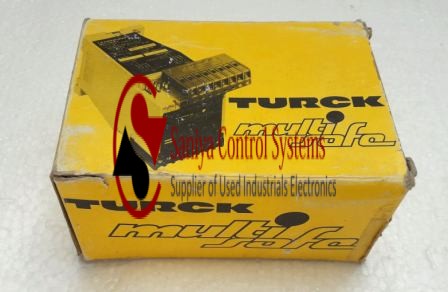 TURCK
multi
safe
Saniya Control Systems
Supplier of Used Industrials Electronics
TURCK
multi
safe